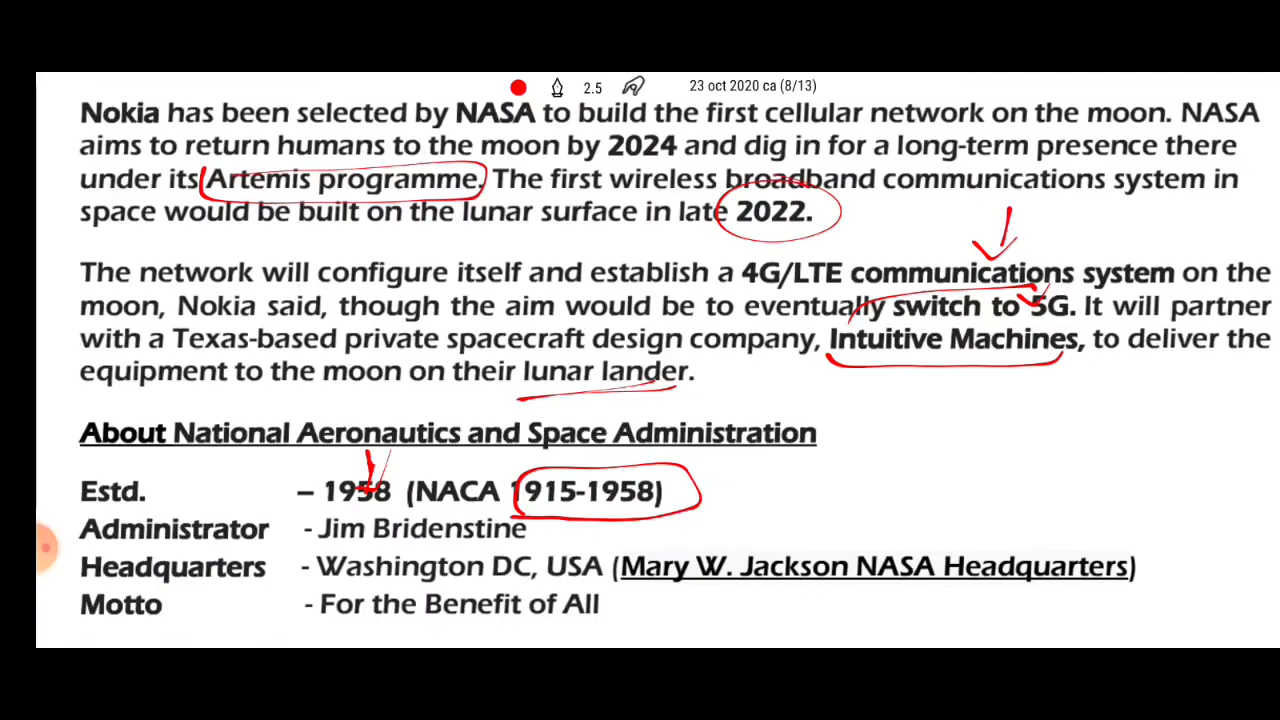 2.5 23 oct 2020 ca (8/13)
Nokia has been selected by NASA to build the first cellular network on the moon. NASA
aims to return humans to the moon by 2024 and dig in for a long-term presence there
under its Artemis programme. The first wireless broadband communications system in
space would be built on the lunar surface in late 2022.
The network will configure itself and establish a 4G/LTE communications system on the
moon, Nokia said, though the aim would be to eventually switch to 5G. It will partner
with a Texas-based private spacecraft design company, Intuitive Machines, to deliver the
equipment to the moon on their lunar lander.
About National Aeronautics and Space Administration
Estd. – 1958 (NACA 1915-1958)
Administrator - Jim Bridenstine
Headquarters - Washington DC, USA (Mary W. Jackson NASA Headquarters)
Motto - For the Benefit of All